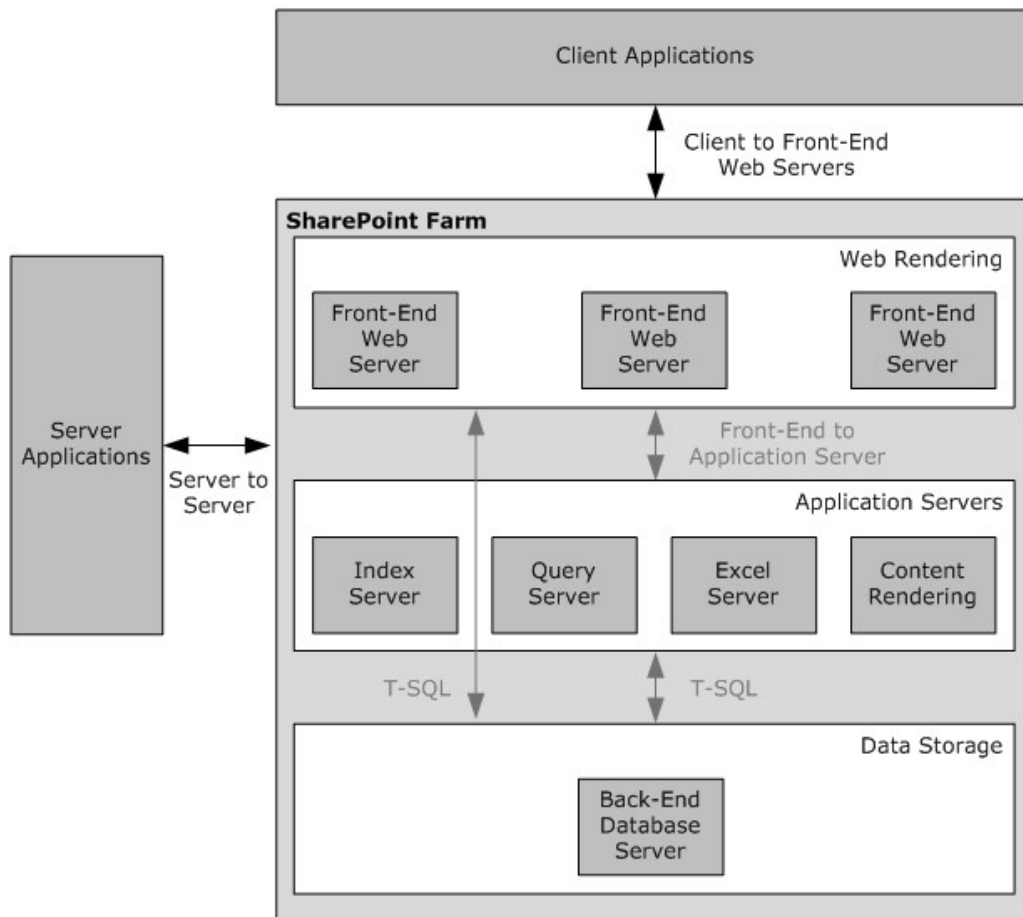 Client Applications
Client to Front-End
Web Servers
SharePoint Farm
Web Rendering
Front-End
Web
Server
Front-End
Web
Server
Front-End
Web
Server
Server
Applications
Server to
Server
Front-End to
Application Server
Application Servers
Index
Server
Query
Server
Excel
Server
Content
Rendering
T-SQL
T-SQL
Data Storage
Back-End
Database
Server